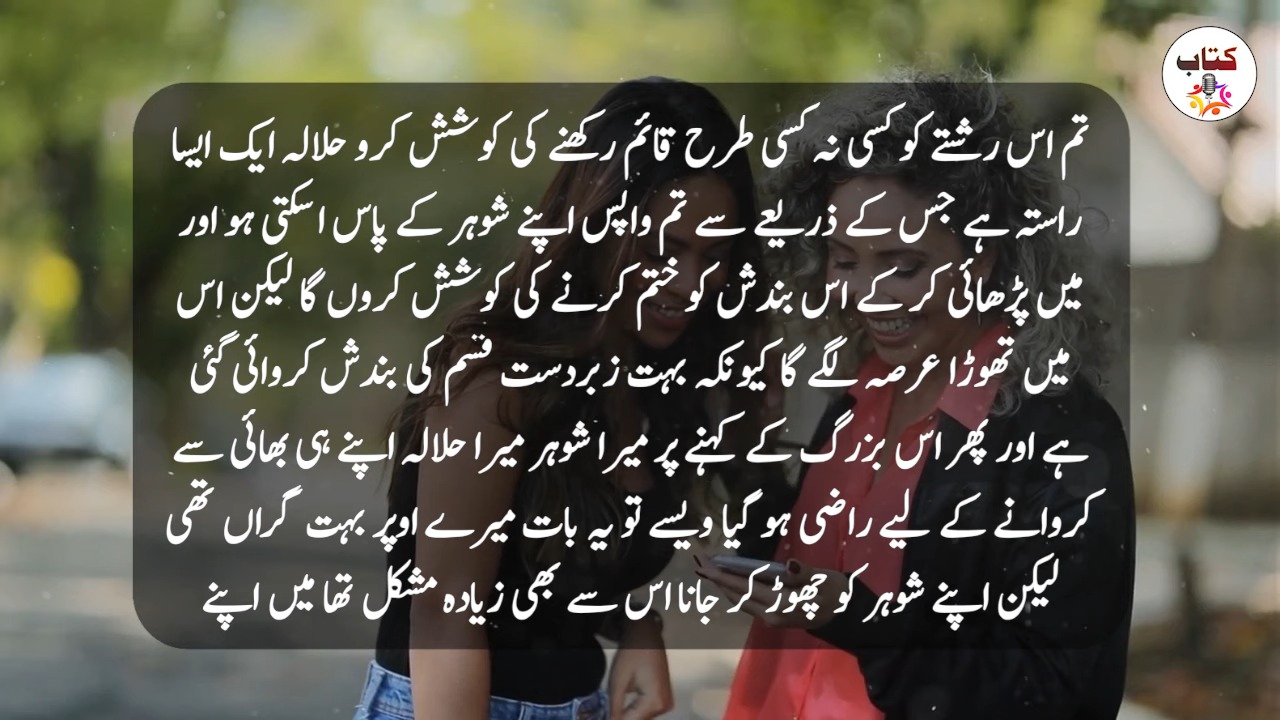 کتاب
تم اس رشتے کو کسی نہ کسی طرح قائم رکھنے کی کوشش کرو حلالہ ایک ایسا
راستہ ہے جس کے ذریعے سے تم واپس اپنے شوہر کے پاس اسکتی ہو اور
میں پڑھائی کر کے اس بندش کو ختم کرنے کی کوشش کروں گا لیکن اِس
میں تھوڑا عرصہ لگے گا کیونکہ بہت زبردست قسم کی بندش کروائی گئی
ہے اور پھر اس بزرگ کے کہنے پر میرا شوہر میرا حلالہ اپنے ہی بھائی سے
کروانے کے لیے راضی ہو گیا ویسے تو یہ بات میرے اوپر بہت گراں تھی
لیکن اپنے شوہر کو چھوڑ کر جانا اس سے بھی زیادہ مشکل تھا میں اپنے